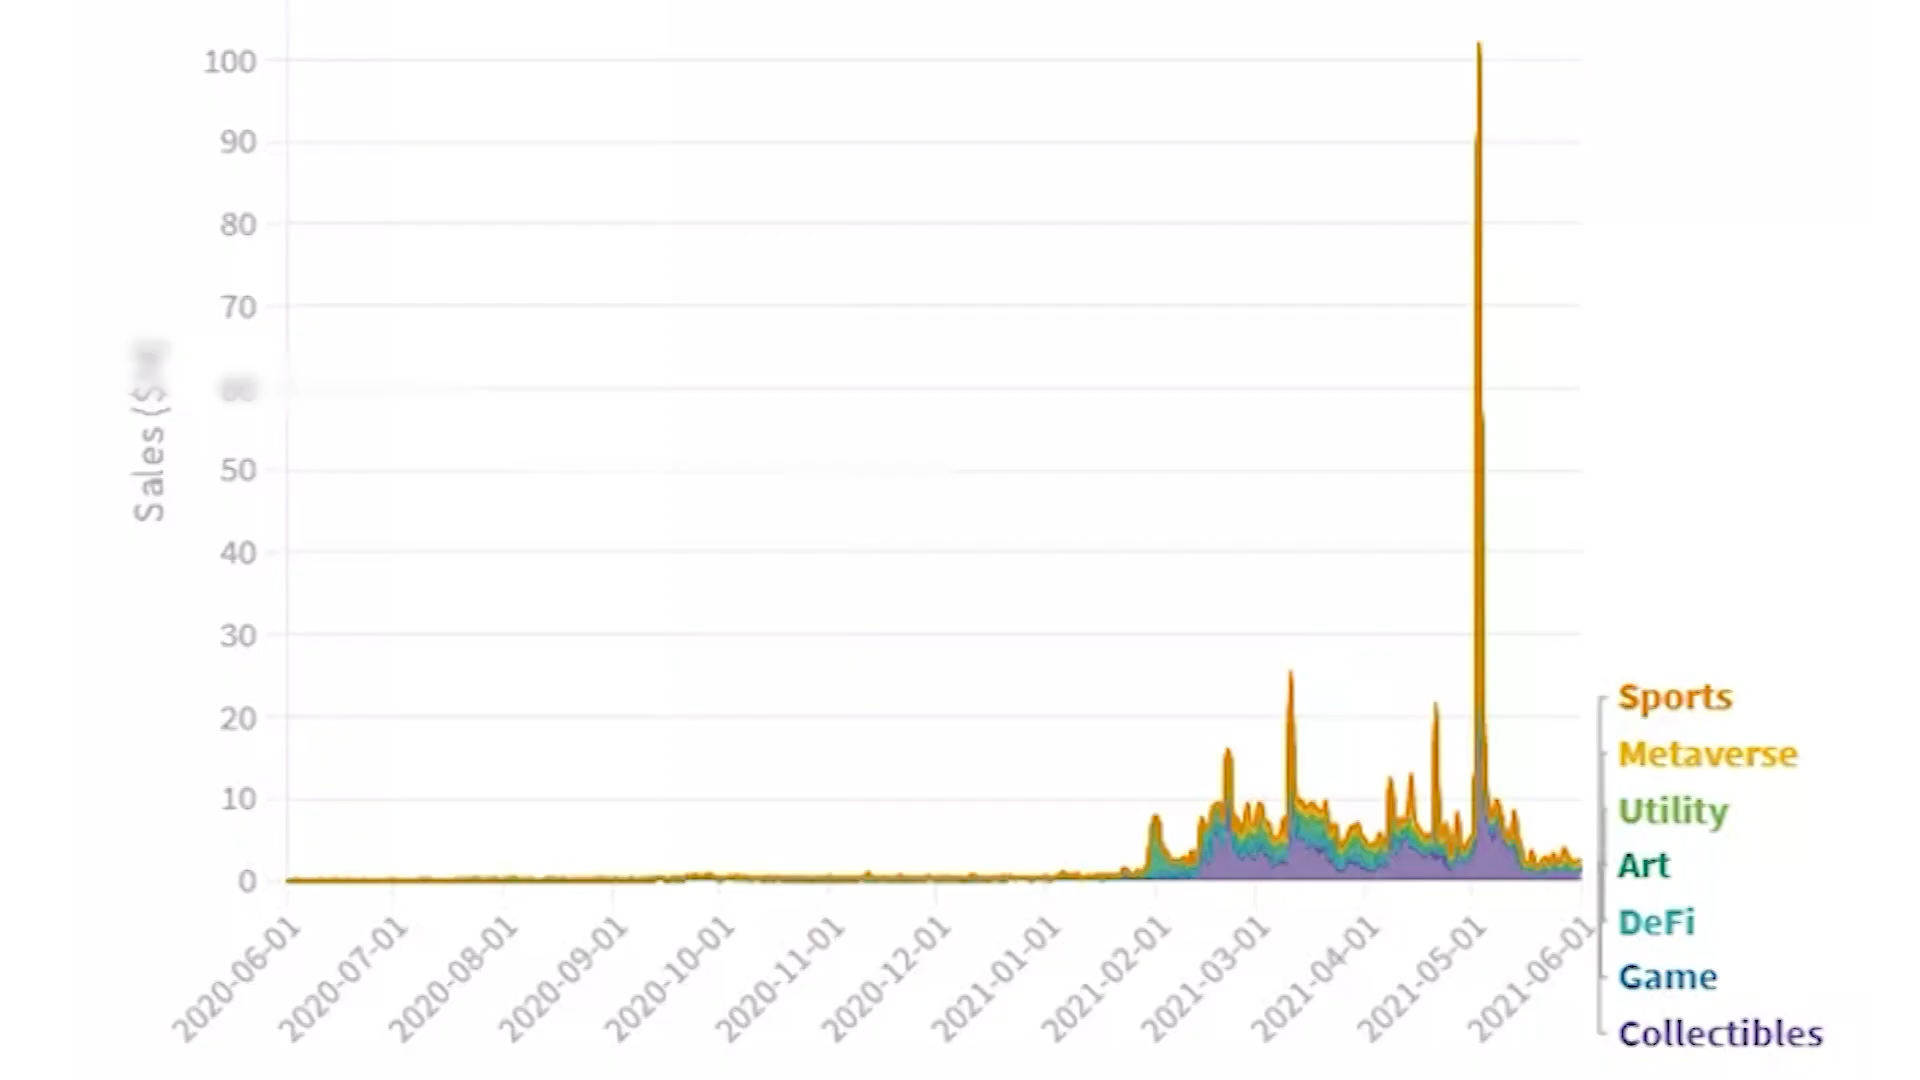 100
90
80
70
50
40
30
20
10
0
Sales ($
2020-06-01
2020-07-01
2020-08-01
2020-09-01
2020-10-01
2020-11-01
2020-12-01
2021-01-01
2021-02-01
2021-03-01
2021-04-01
2021-05-01
2021-06-01
Sports
Metaverse
Utility
Art
DeFi
Game
Collectibles